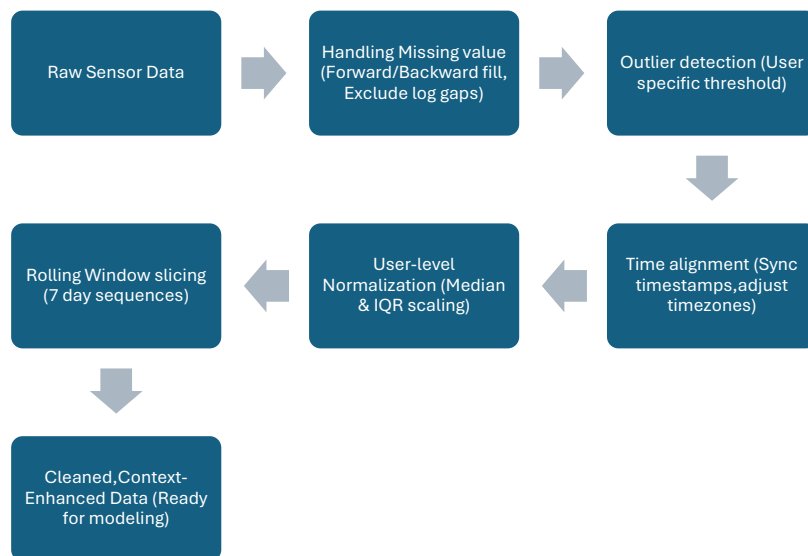 Raw Sensor Data
Handling Missing value
(Forward/Backward fill,
Exclude log gaps)
Outlier detection (User
specific threshold)
Time alignment (Sync
timestamps,adjust
timezones)
User-level
Normalization (Median
& IQR scaling)
Rolling Window slicing
(7 day sequences)
Cleaned,Context-
Enhanced Data (Ready
for modeling)